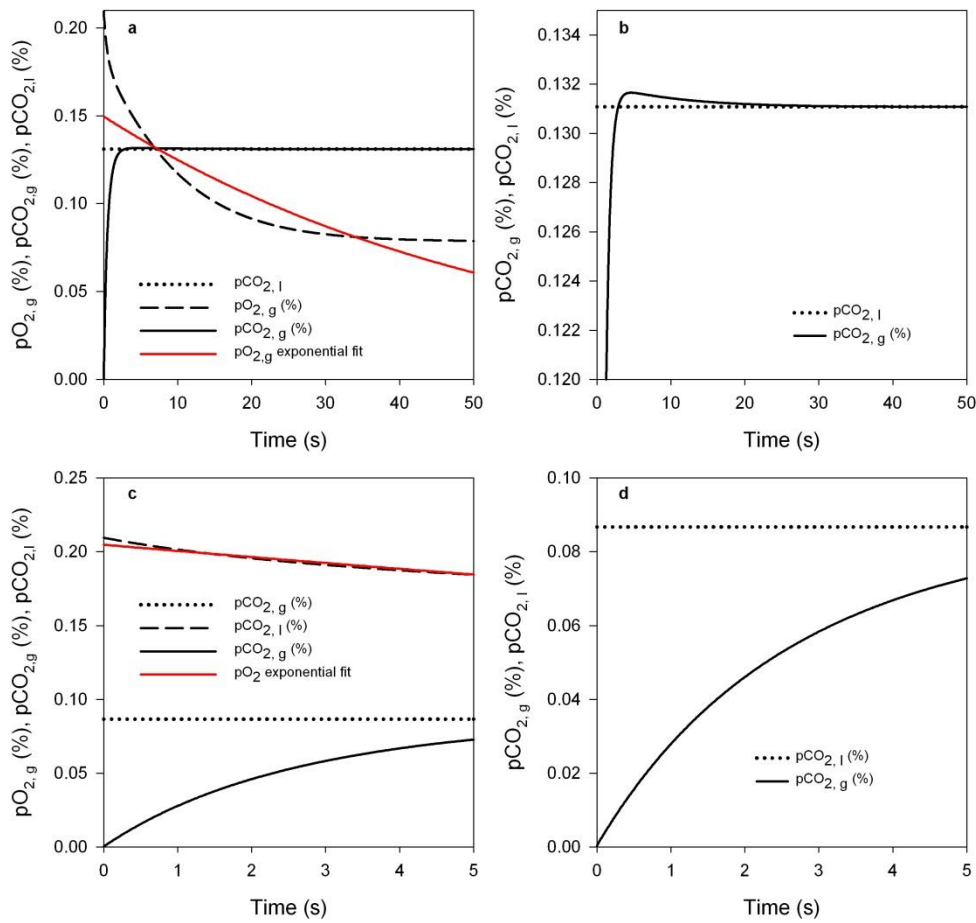 a
pO2, g (%), pCO2,g (%), pCO2,l (%)
0.20
0.15
0.10
0.05
0.00
pCO2, l
pO2, g (%)
pCO2, g (%)
pO2,g exponential fit
0 10 20 30 40 50
Time (s)
b
pCO2, g (%), pCO2, l (%)
0.134
0.132
0.130
0.128
0.126
0.124
0.122
0.120
pCO2, l
pCO2, g (%)
0 10 20 30 40 50
Time (s)
c
pO2, g (%), pCO2,g (%), pCO2,l (%)
0.25
0.20
0.15
0.10
0.05
0.00
pCO2, g (%)
pCO2, l (%)
pCO2, g (%)
pO2 exponential fit
0 1 2 3 4 5
Time (s)
d
pCO2, g (%), pCO2, l (%)
0.10
0.08
0.06
0.04
0.02
0.00
pCO2, l (%)
pCO2, g (%)
0 1 2 3 4 5
Time (s)